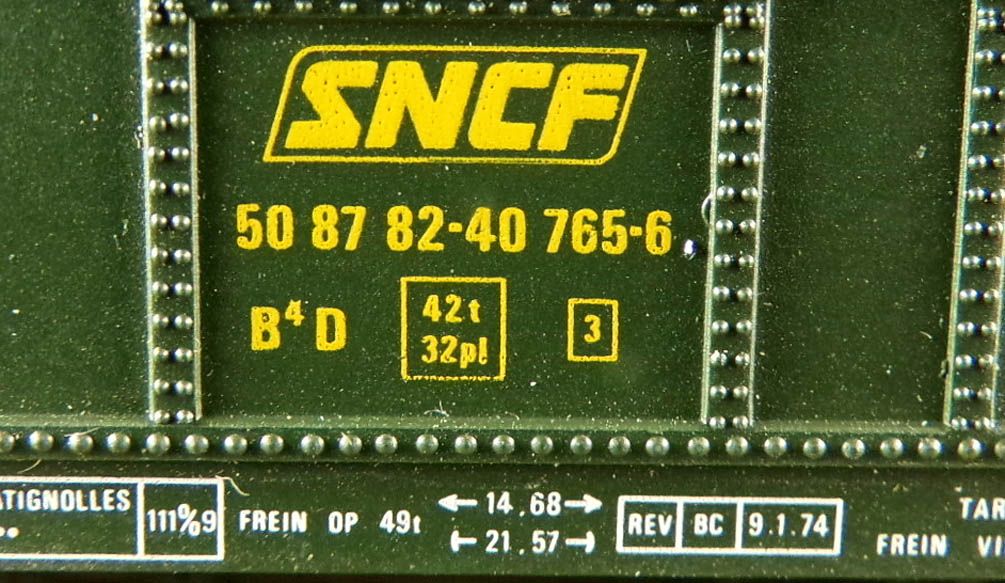 SNCF
50 87 82-40 765-6
B⁴D 42t 3
32pl
ATIGNOLLES 111%9 FREIN OP 49t 14.68 REV BC 9.1.74 TAR
21.57 FREIN VI